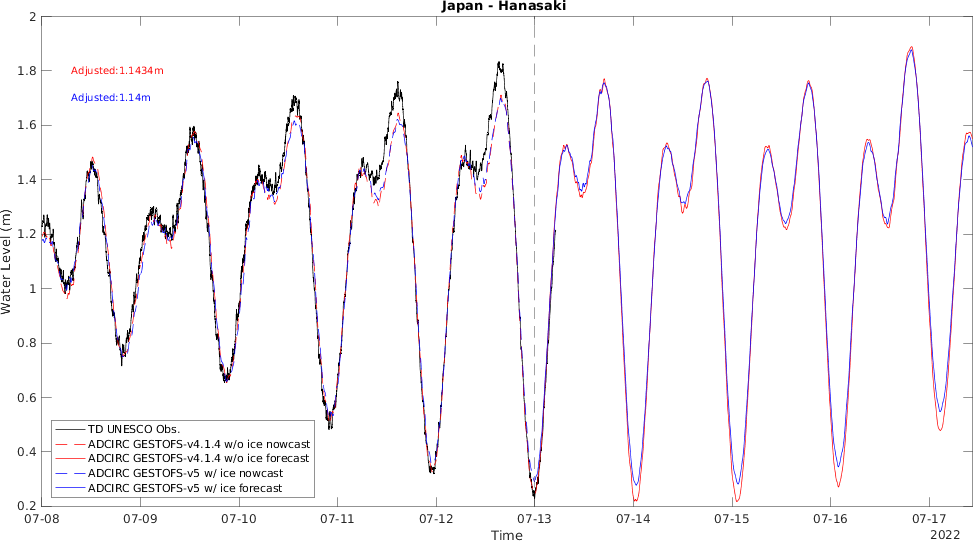 Japan - Hanasaki
2
1.8
1.6
1.4
1.2
1
0.8
0.6
0.4
0.2
Water Level (m)
Adjusted:1.1434m
Adjusted:1.14m
TD UNESCO Obs.
ADCIRC GESTOFS-v4.1.4 w/o ice nowcast
ADCIRC GESTOFS-v4.1.4 w/o ice forecast
ADCIRC GESTOFS-v5 w/ ice nowcast
ADCIRC GESTOFS-v5 w/ ice forecast
07-08 07-09 07-10 07-11 07-12 07-13 07-14 07-15 07-16 07-17
Time
2022